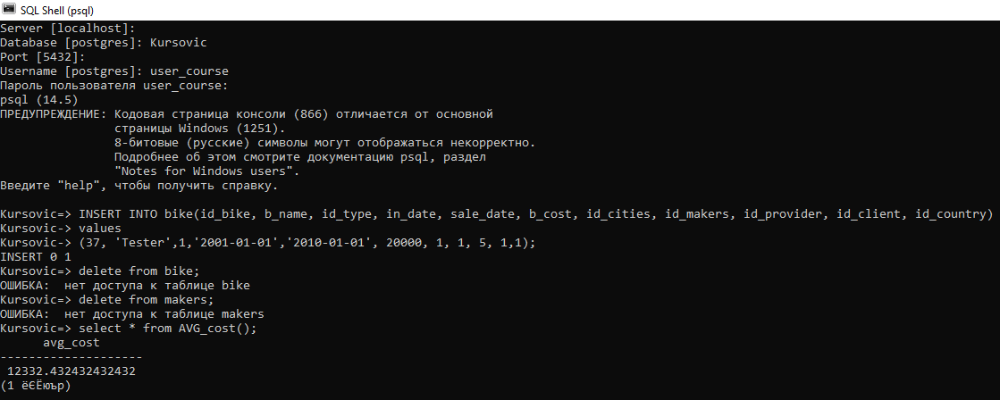 SQL Shell (psql)
Server [localhost]:
Database [postgres]: Kursovic
Port [5432]:
Username [postgres]: user_course
Пароль пользователя user_course:
psql (14.5)
ПРЕДУПРЕЖДЕНИЕ: Кодовая страница консоли (866) отличается от основной
страницы Windows (1251).
8-битовые (русские) символы могут отображаться некорректно.
Подробнее об этом смотрите документацию psql, раздел
"Notes for Windows users".
Введите "help", чтобы получить справку.
Kursovic=> INSERT INTO bike(id_bike, b_name, id_type, in_date, sale_date, b_cost, id_cities, id_makers, id_provider, id_client, id_country)
Kursovic-> values
Kursovic-> (37, 'Tester',1,'2001-01-01','2010-01-01', 20000, 1, 1, 5, 1,1);
INSERT 0 1
Kursovic=> delete from bike;
ОШИБКА:  нет доступа к таблице bike
Kursovic=> delete from makers;
ОШИБКА:  нет доступа к таблице makers
Kursovic=> select * from AVG_cost();
avg_cost
--------------------
12332.432432432432
(1 ёЄЁюър)